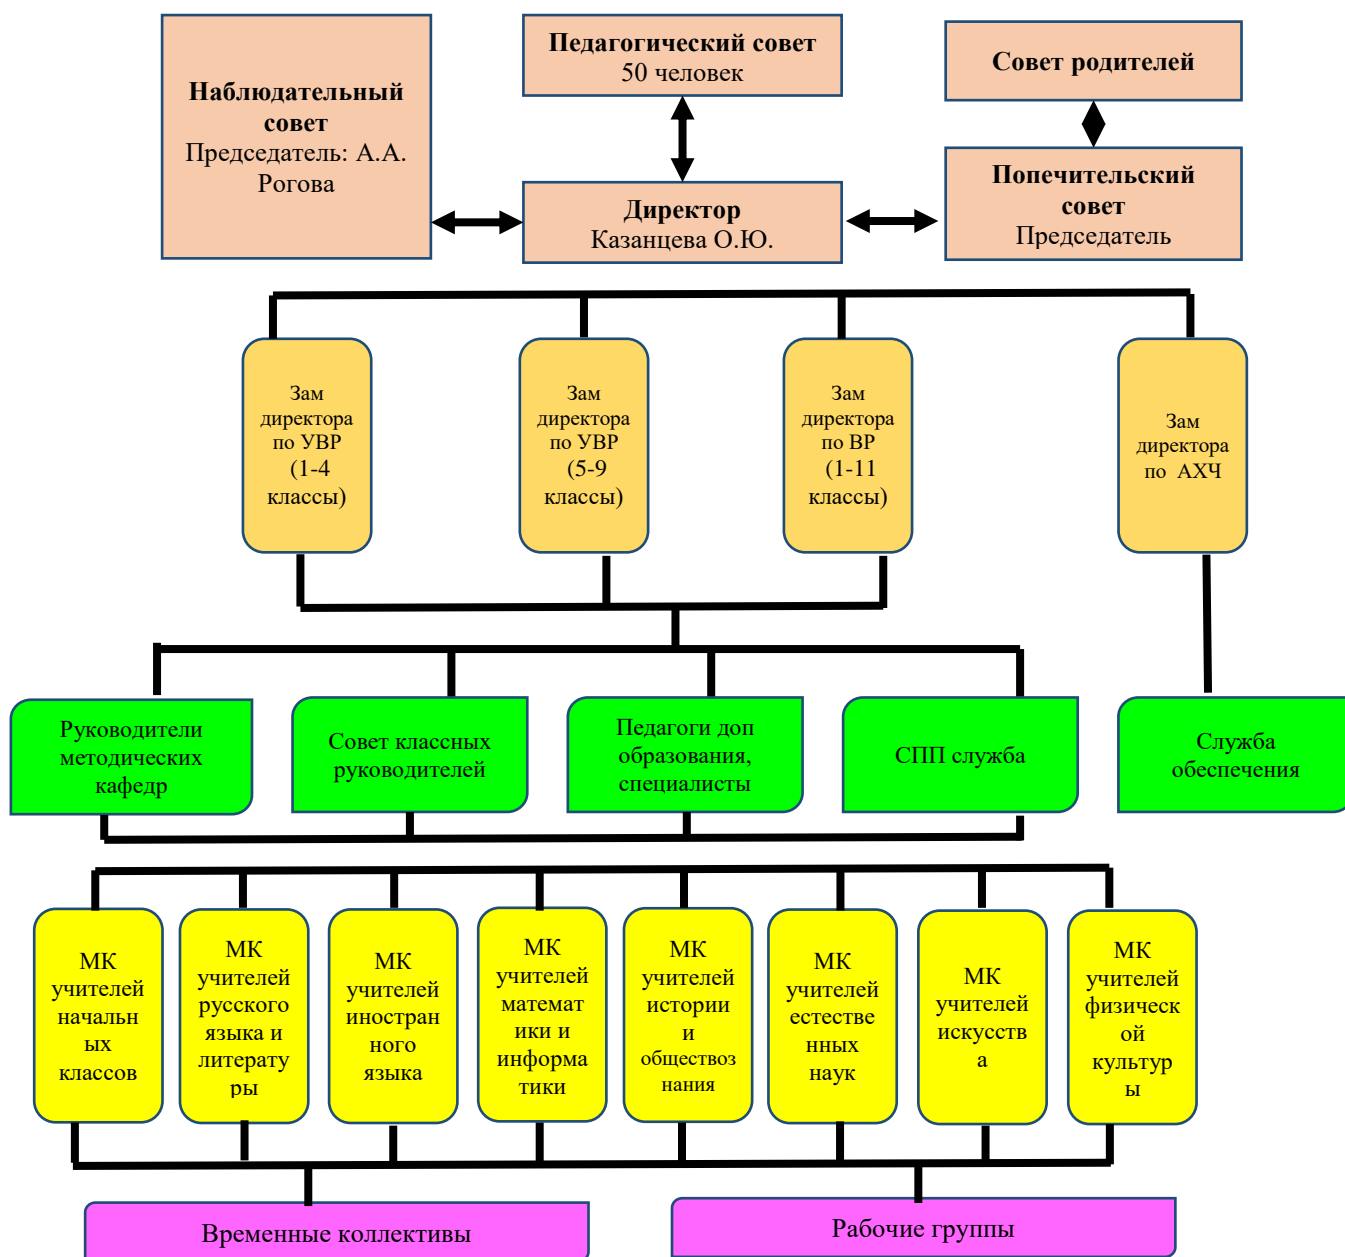 Наблюдательный
совет
Председатель: А.А.
Рогова
Педагогический совет
50 человек
Совет родителей
Директор
Казанцева О.Ю.
Попечительский
совет
Председатель
Зам
директора
по УВР
(1-4
классы)
Зам
директора
по УВР
(5-9
классы)
Зам
директора
по ВР
(1-11
классы)
Зам
директора
по АХЧ
Руководители
методических
кафедр
Совет классных
руководителей
Педагоги доп
образования,
специалисты
СПП служба
Служба
обеспечения
МК
учителей
начальн
ых
классов
МК
учителей
русского
языка и
литерату
ры
МК
учителей
иностран
ного
языка
МК
учителей
математ
ики и
информа
тики
МК
учителей
истории
и
обществоз
нания
МК
учителей
естестве
нных
наук
МК
учителей
искусств
а
МК
учителей
физическ
ой
культур
ы
Временные коллективы
Рабочие группы